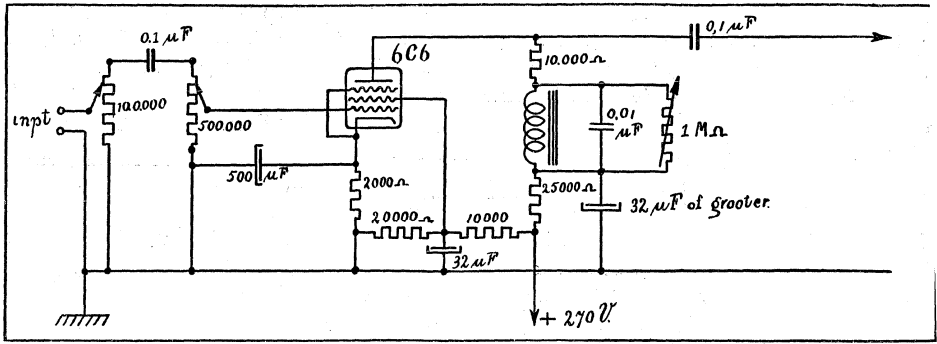 0.1 µF
6C6
0,1 µF
10.000 Ω
inpt
100.000
500.000
0,01
µF
1 MΩ
500 µF
2000 Ω
25000 Ω
32 µF of grooter.
20000 Ω
10000
32 µF
+ 270 V.